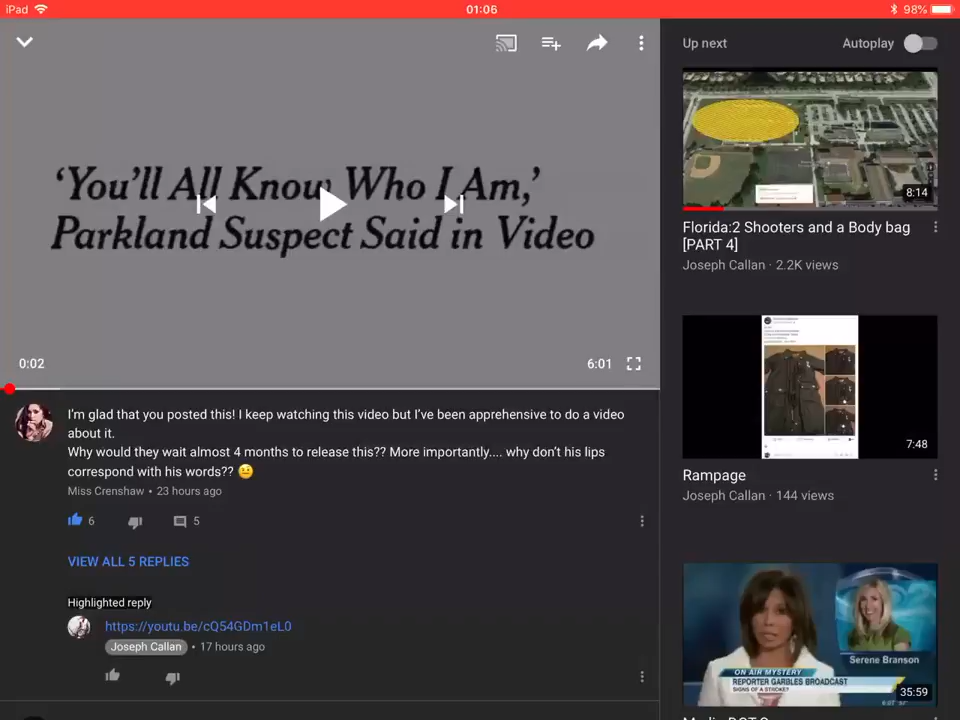 iPad
01:06
98%
'You'll All Know Who I Am,'
Parkland Suspect Said in Video
0:02
6:01
I'm glad that you posted this! I keep watching this video but I've been apprehensive to do a video
about it.
Why would they wait almost 4 months to release this?? More importantly.... why don't his lips
correspond with his words?? 😐
Miss Crenshaw • 23 hours ago
6
5
VIEW ALL 5 REPLIES
Highlighted reply
https://youtu.be/cQ54GDm1eL0
Joseph Callan • 17 hours ago
Up next
Autoplay
8:14
Florida:2 Shooters and a Body bag
[PART 4]
Joseph Callan · 2.2K views
7:48
Rampage
Joseph Callan · 144 views
Serene Branson
ON AIR MYSTERY
REPORTER GARBLES BROADCAST
SIGNS OF A STROKE?
35:59